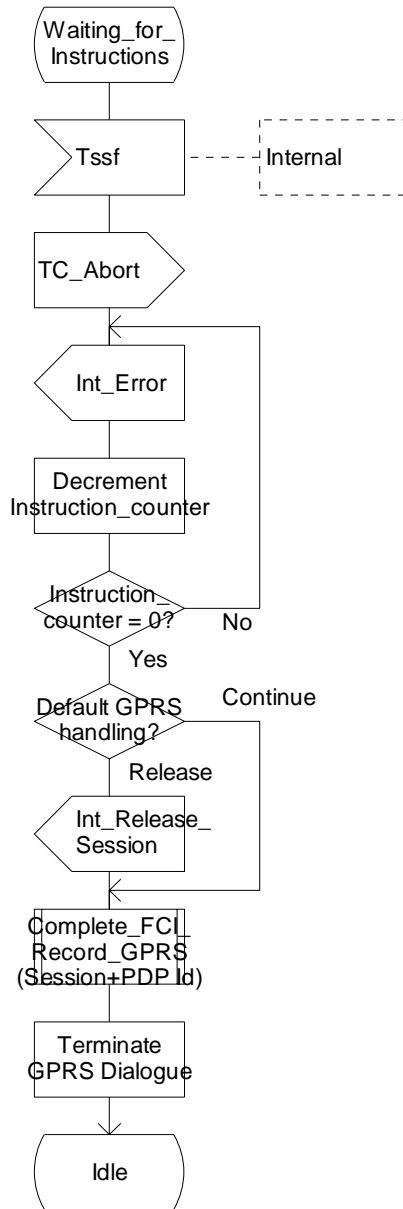 Waiting_for_
Instructions
Tssf
Internal
TC_Abort
Int_Error
Decrement
Instruction_counter
Instruction_
counter = 0?
No
Yes
Default GPRS
handling?
Continue
Release
Int_Release_
Session
Complete_FCI_
Record_GPRS
(Session+PDP Id)
Terminate
GPRS Dialogue
Idle